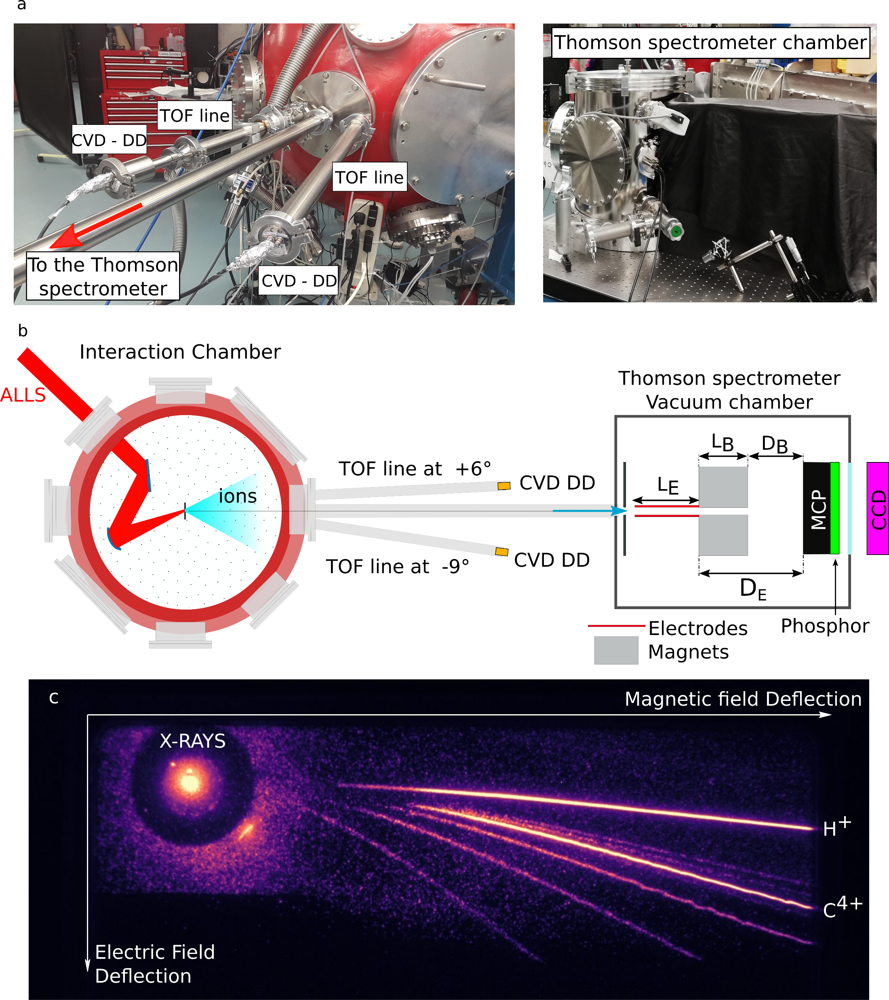 a
Thomson spectrometer chamber
Cibles Solides
TOF line
CVD - DD
TOF line
To the Thomson
spectrometer
CVD - DD
b
Interaction Chamber
ALLS
ions
TOF line at +6°
CVD DD
TOF line at -9°
CVD DD
Thomson spectrometer
Vacuum chamber
LB
DB
LE
MCP
CCD
DE
Electrodes
Phosphor
Magnets
c
Magnetic field Deflection
X-RAYS
H+
C4+
Electric Field
Deflection